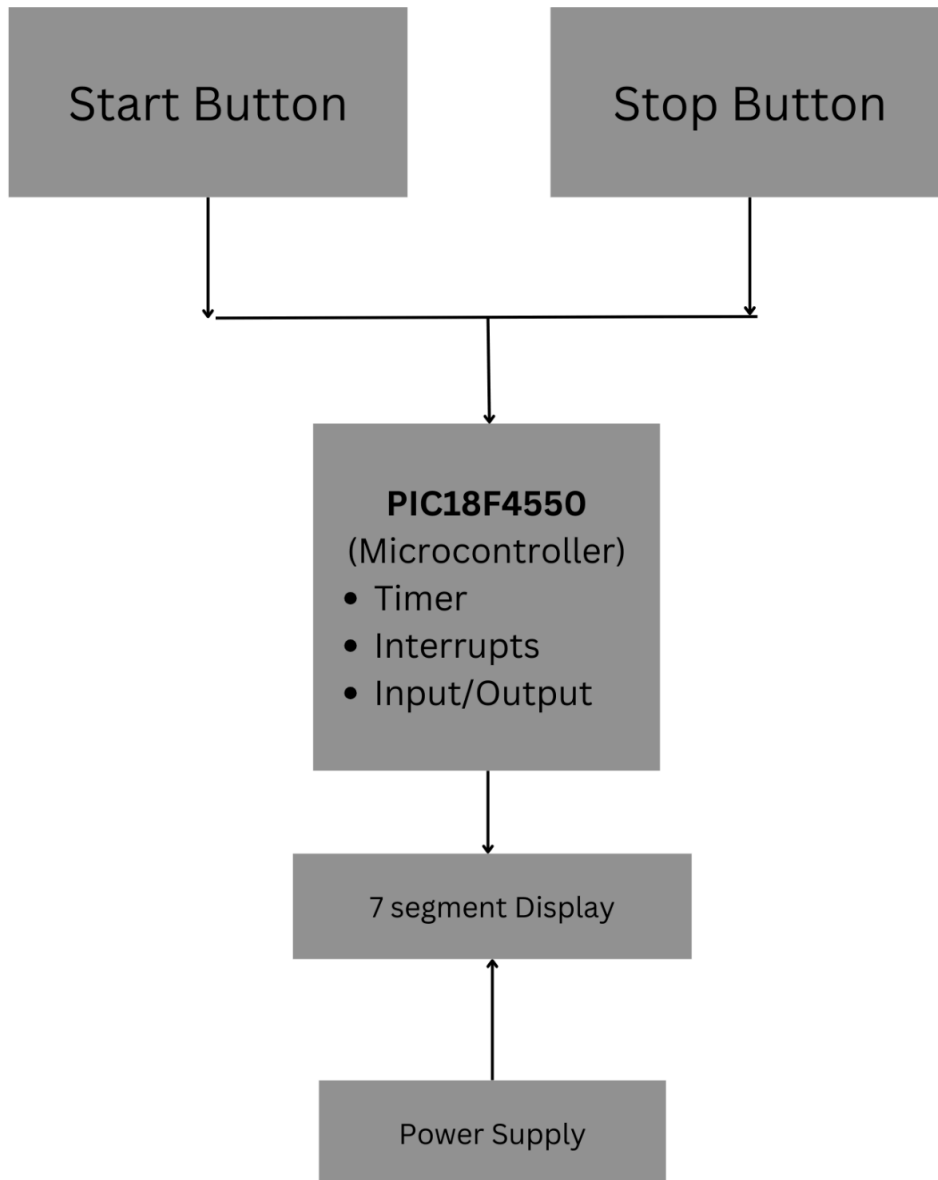 Start Button
Stop Button
PIC18F4550
(Microcontroller)
• Timer
• Interrupts
• Input/Output
7 segment Display
Power Supply